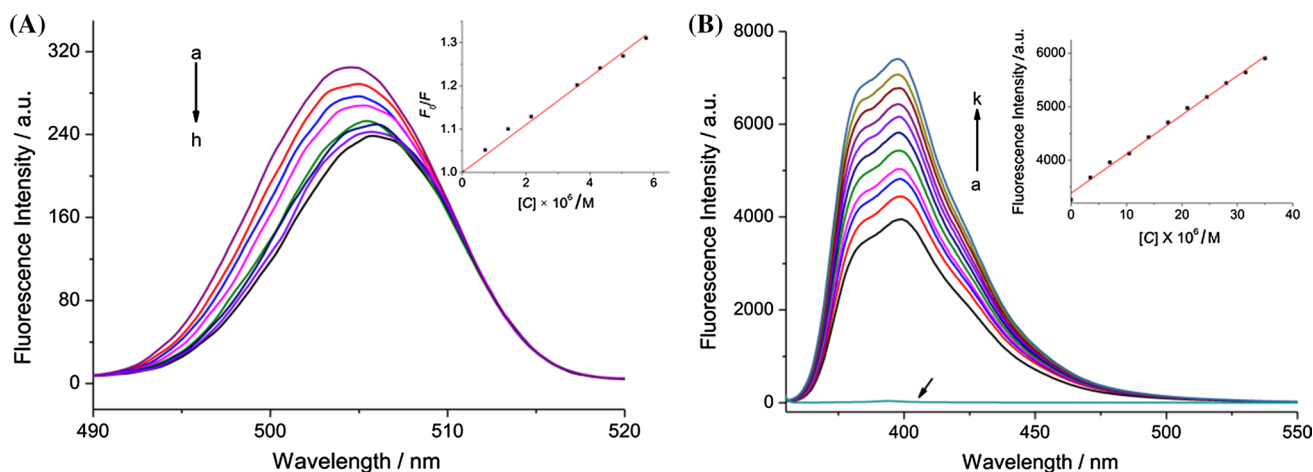 (A)
Fluorescence Intensity / a.u.
320
240
160
80
0
490
500
510
520
Wavelength / nm
a
h
F₀/F
1.3
1.2
1.1
1.0
0
2
4
6
[C] × 10⁶/M
(B)
Fluorescence Intensity / a.u.
8000
6000
4000
2000
0
400
450
500
550
Wavelength / nm
k
a
Fluorescence Intensity /a.u.
6000
5000
4000
0
10
20
30
40
[C] X 10⁶/M